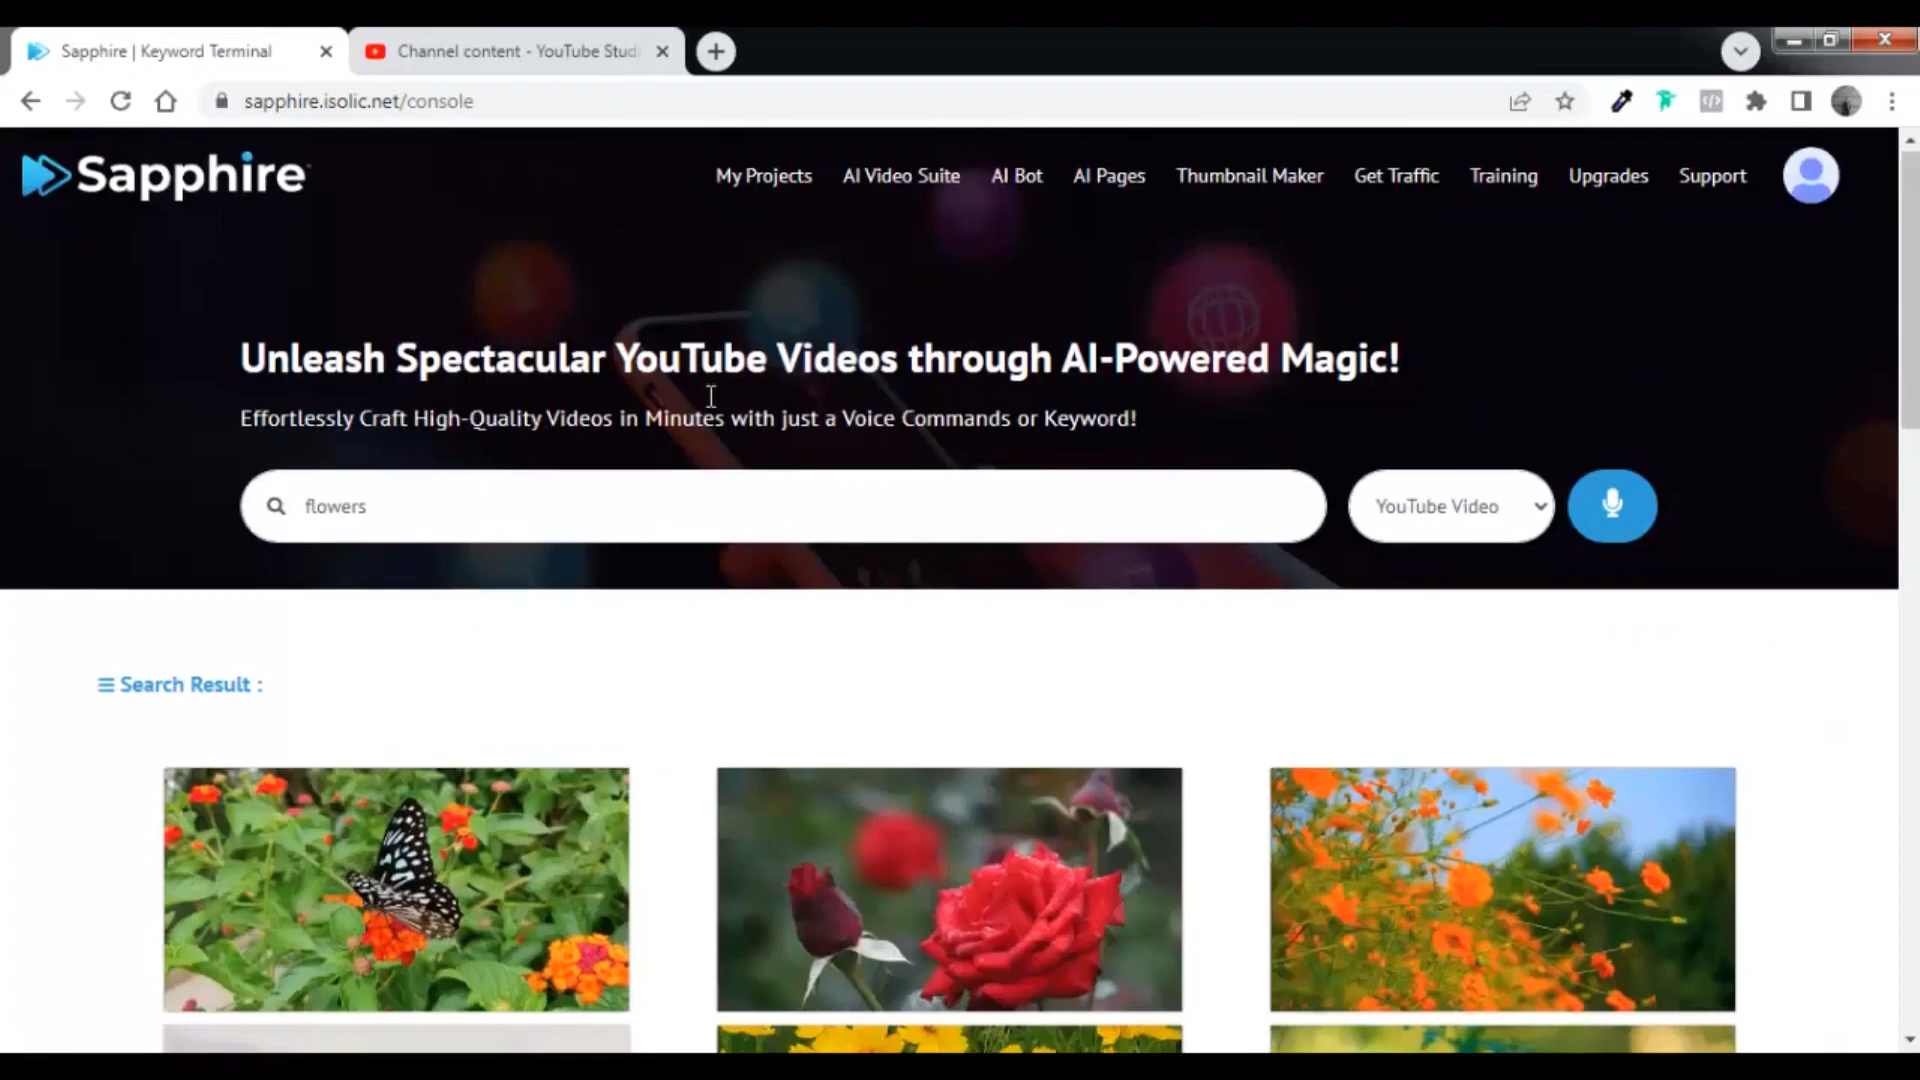 Sapphire | Keyword Terminal
Channel content - YouTube Stud
sapphire.isolic.net/console
Sapphire
My Projects
AI Video Suite
AI Bot
AI Pages
Thumbnail Maker
Get Traffic
Training
Upgrades
Support
Unleash Spectacular YouTube Videos through AI-Powered Magic!
Effortlessly Craft High-Quality Videos in Minutes with just a Voice Commands or Keyword!
flowers
YouTube Video
Search Result :